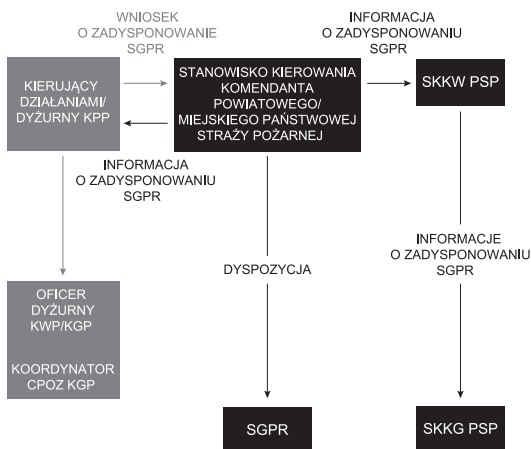 WNIOSEK
O ZADYSPONOWANIE
SGPR
INFORMACJA
O ZADYSPONOWANIU
SGPR
KIERUJĄCY
DZIAŁANIAMI/
DYŻURNY KPP
STANOWISKO KIEROWANIA
KOMENDANTA
POWIATOWEGO/
MIEJSKIEGO PAŃSTWOWEJ
STRAŻY POŻARNEJ
SKKW PSP
INFORMACJA
O ZADYSPONOWANIU
SGPR
DYSPOZYCJA
INFORMACJE
O ZADYSPONOWANIU
SGPR
OFICER
DYŻURNY
KWP/KGP
KOORDYNATOR
CPOZ KGP
SGPR
SKKG PSP